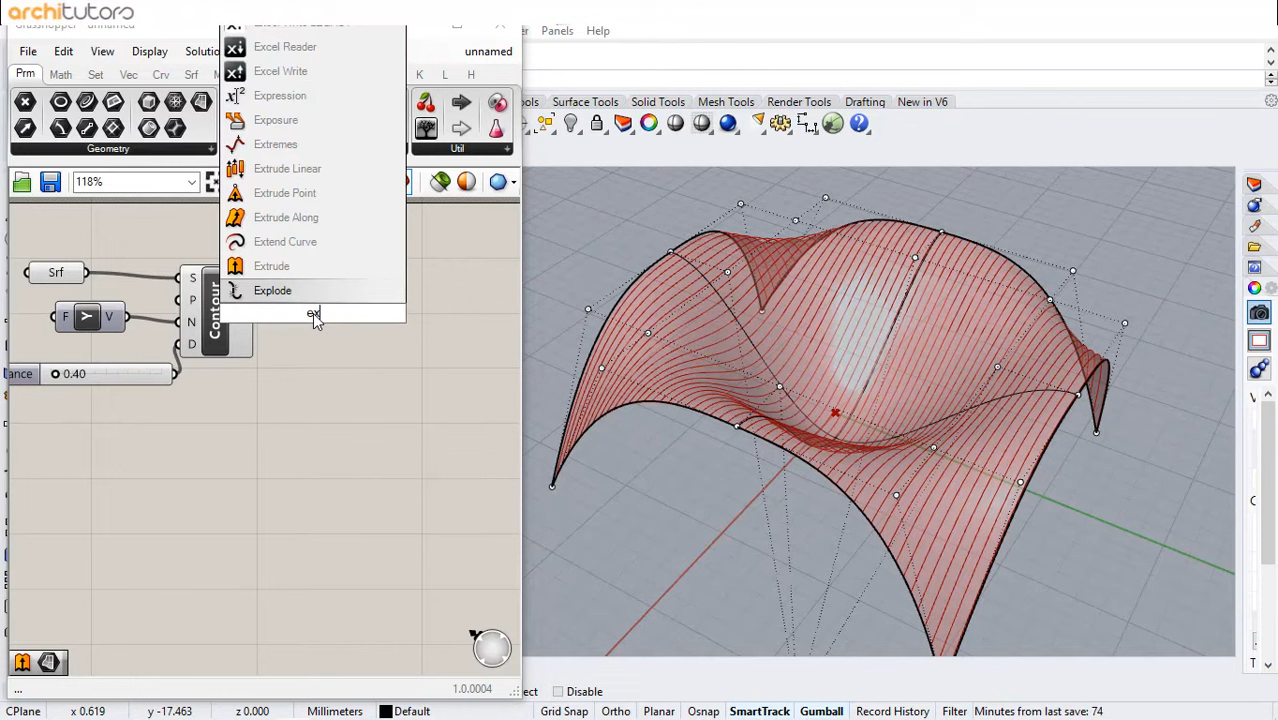 architutors
File Edit View Display Solutio
unnamed
Prm Math Set Vec Crv Srf
K L H
Geometry
Util
118%
Excel Reader
Excel Write
Expression
Exposure
Extremes
Extrude Linear
Extrude Point
Extrude Along
Extend Curve
Extrude
Explode
ex
Srf
F V
S
P
N
D
Contour
ance 0.40
...
1.0.0004
Panels Help
ools Surface Tools Solid Tools Mesh Tools Render Tools Drafting New in V6
ect Disable
CPlane x 0.619 y -17.463 z 0.000 Millimeters Default Grid Snap Ortho Planar Osnap SmartTrack Gumball Record History Filter Minutes from last save: 74